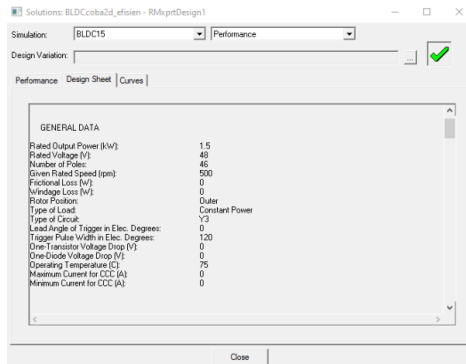 Solutions: BLDCcoba2d_efisien - RMxprtDesign1
Simulation: BLDC15 Performance
Design Variation: ...
Performance Design Sheet Curves
GENERAL DATA
Rated Output Power (kW): 1.5
Rated Voltage (V): 48
Number of Poles: 46
Given Rated Speed (rpm): 500
Frictional Loss (W): 0
Windage Loss (W): 0
Rotor Position: Outer
Type of Load: Constant Power
Type of Circuit: Y3
Lead Angle of Trigger in Elec. Degrees: 0
Trigger Pulse Width in Elec. Degrees: 120
One-Transistor Voltage Drop (V): 0
One-Diode Voltage Drop (V): 0
Operating Temperature (C): 75
Maximum Current for CCC (A): 0
Minimum Current for CCC (A): 0
Close